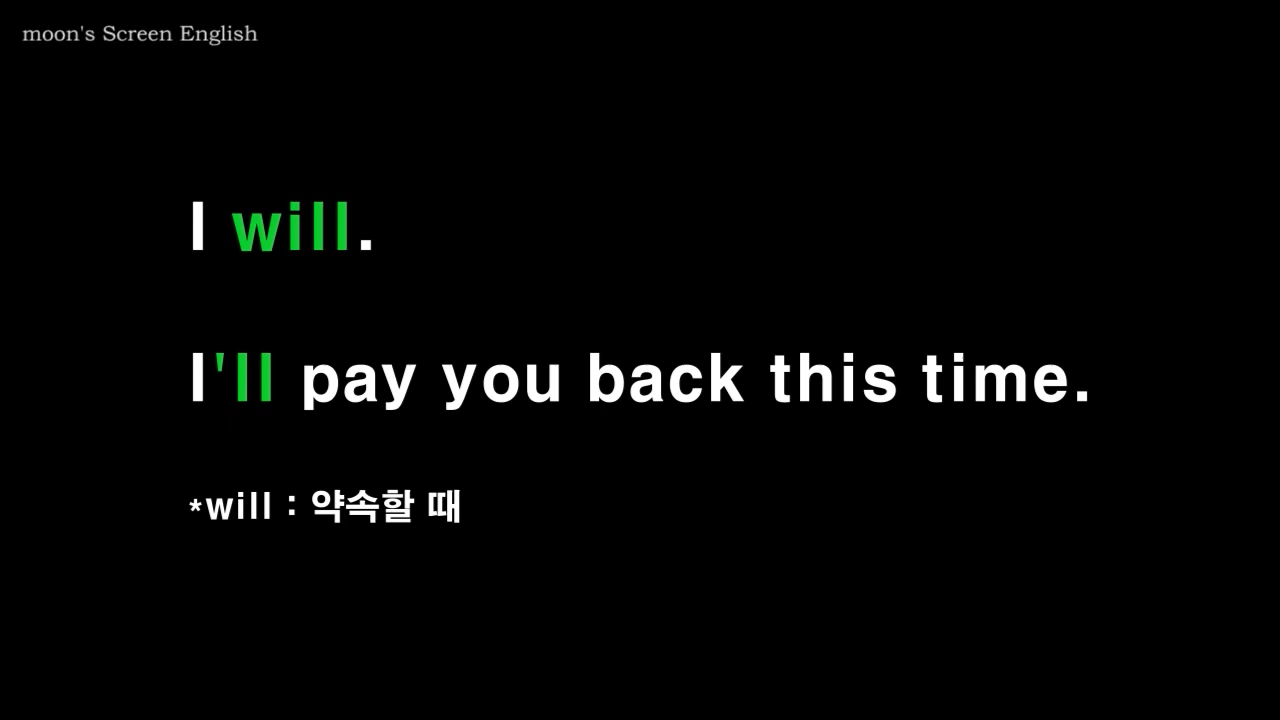 moon's Screen English
I will.
I'll pay you back this time.
*will : 약속할 때